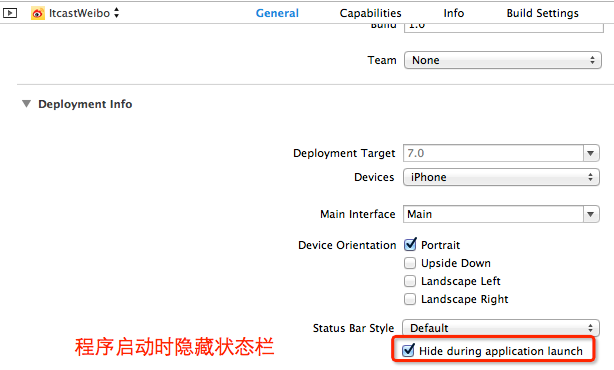 ItcastWeibo General Capabilities Info Build Settings
Build 1.0
Team None
Deployment Info
Deployment Target 7.0
Devices iPhone
Main Interface Main
Device Orientation Portrait
Upside Down
Landscape Left
Landscape Right
Status Bar Style Default
程序启动时隐藏状态栏 Hide during application launch